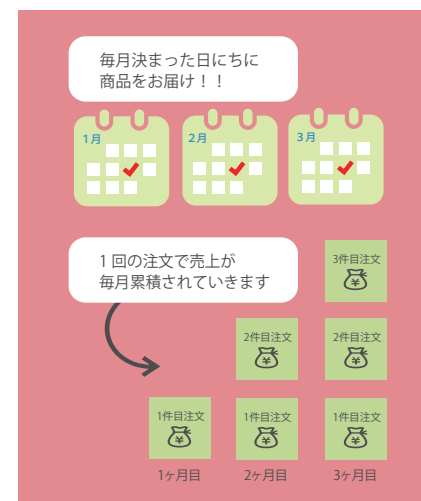 毎月決まった日にちに
商品をお届け！！
1月
2月
3月
1回の注文で売上が
毎月累積されていきます
3件目注文
¥
2件目注文
¥
2件目注文
¥
1件目注文
¥
1件目注文
¥
1件目注文
¥
1ヶ月目
2ヶ月目
3ヶ月目